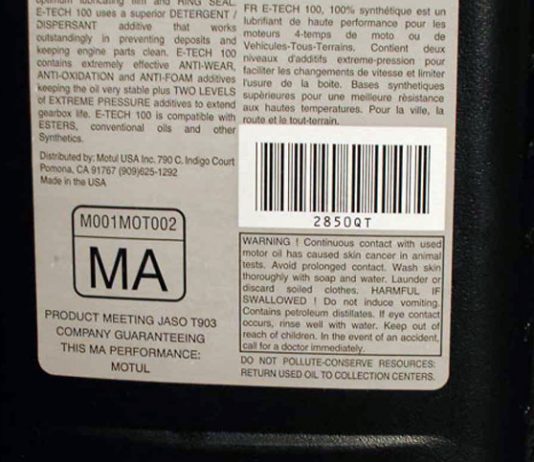 optimum lubricating film and RING SEAL.
E-TECH 100 uses a superior DETERGENT /
DISPERSANT additive that works
outstandingly in preventing deposits and
keeping engine parts clean. E-TECH 100
contains extremely effective ANTI-WEAR,
ANTI-OXIDATION and ANTI-FOAM additives
keeping the oil very stable plus TWO LEVELS
of EXTREME PRESSURE additives to extend
gearbox life. E-TECH 100 is compatible with
ESTERS, conventional oils and other
Synthetics.
Distributed by: Motul USA Inc. 790 C. Indigo Court
Pomona, CA 91767 (909)625-1292
Made in the USA
M001MOT002
MA
PRODUCT MEETING JASO T903
COMPANY GUARANTEEING
THIS MA PERFORMANCE:
MOTUL
FR E-TECH 100, 100% synthétique est un
lubrifiant de haute performance pour les
moteurs 4-temps de moto ou de
Vehicules-Tous-Terrains. Contient deux
niveaux d'additifs extreme-pression pour
faciliter les changements de vitesse et limiter
l'usure de la boite. Bases synthetiques
supérieures pour une meilleure rèsistance
aux hautes temperatures. Pour la ville, la
route et le tout-terrain.
2850QT
WARNING ! Continuous contact with used
motor oil has caused skin cancer in animal
tests. Avoid prolonged contact. Wash skin
thoroughly with soap and water. Launder or
discard soiled clothes. HARMFUL IF
SWALLOWED ! Do not induce vomiting.
Contains petroleum distillates. If eye contact
occurs, rinse well with water. Keep out of
reach of children. In the event of an accident,
call for a doctor immediately.
DO NOT POLLUTE-CONSERVE RESOURCES:
RETURN USED OIL TO COLLECTION CENTERS.